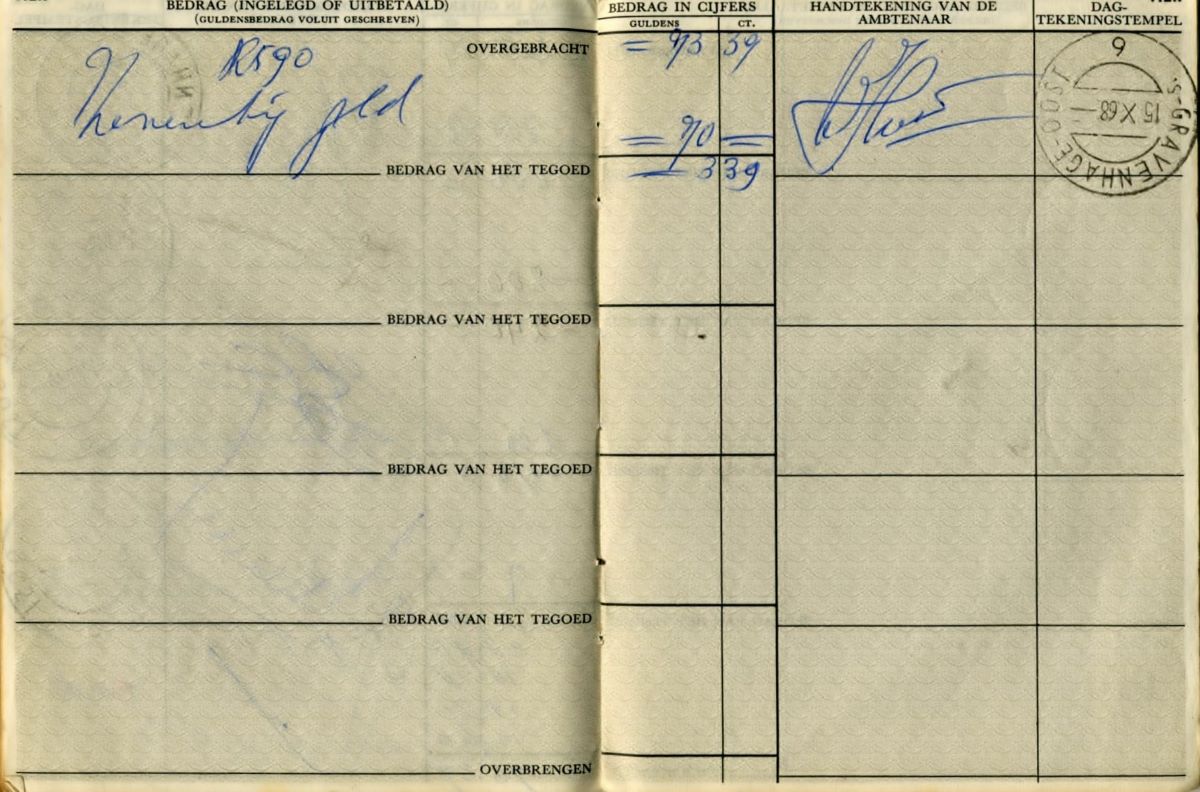 BEDRAG (INGELEGD OF UITBETAALD)
(GULDENSBEDRAG VOLUIT GESCHREVEN)
BEDRAG IN CIJFERS
GULDENS CT.
HANDTEKENING VAN DE
AMBTENAAR
DAG-
TEKENINGSTEMPEL
OVERGEBRACHT
= 93 39
R590
Negentig gld
= 90 =
BEDRAG VAN HET TEGOED
3 39
6
15 X 68
'S-GRAVENHAGE-OOST
BEDRAG VAN HET TEGOED
BEDRAG VAN HET TEGOED
BEDRAG VAN HET TEGOED
OVERBRENGEN